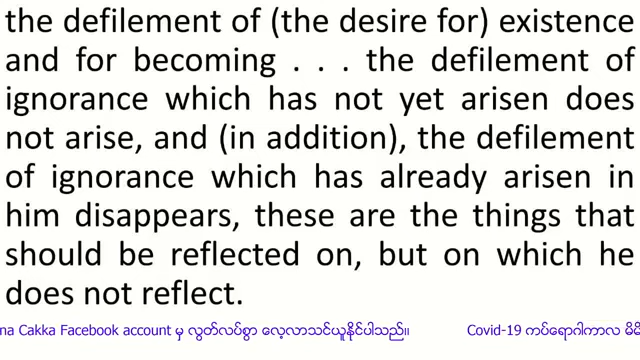 the defilement of (the desire for) existence
and for becoming . . . the defilement of
ignorance which has not yet arisen does
not arise, and (in addition), the defilement
of ignorance which has already arisen in
him disappears, these are the things that
should be reflected on, but on which he
does not reflect.
na Cakka Facebook account မှ လွတ်လပ်စွာ လေ့လာသင်ယူနိုင်ပါသည်။ Covid-19 ကပ်ရောဂါကာလ မိမိ